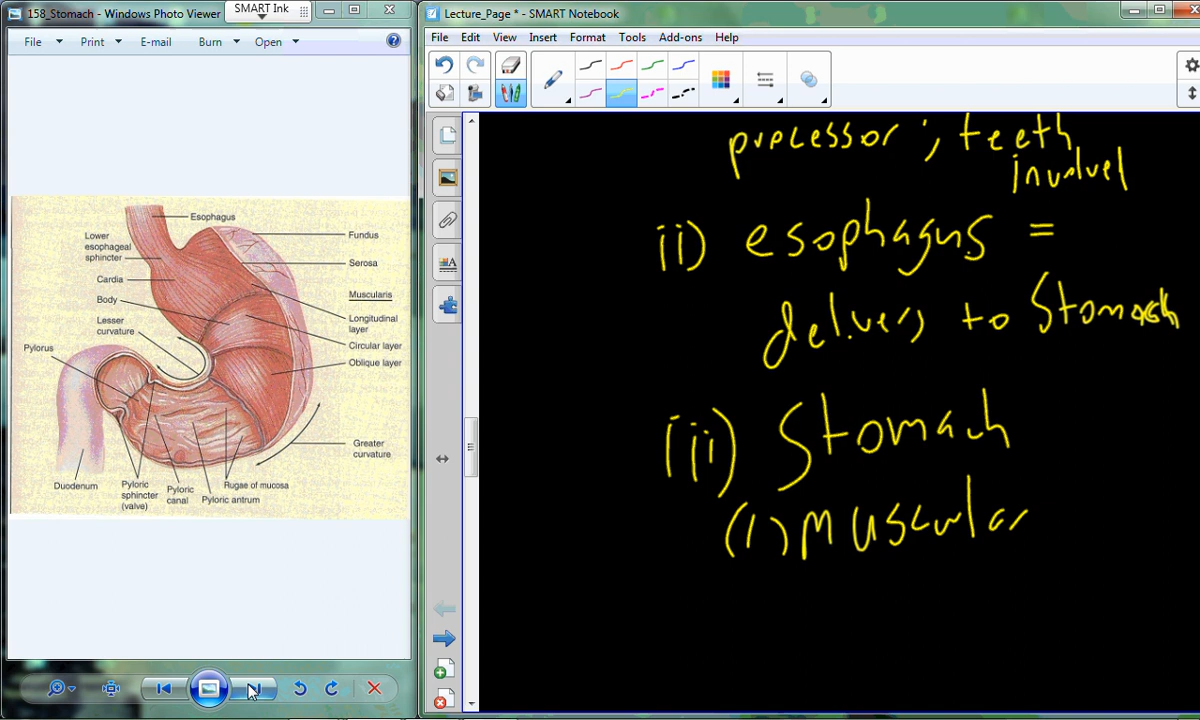 158_Stomach - Windows Photo Viewer
SMART Ink
File Print E-mail Burn Open
Esophagus
Lower
esophageal
sphincter
Cardia
Body
Lesser
curvature
Pylorus
Fundus
Serosa
Muscularis
Longitudinal
layer
Circular layer
Oblique layer
Greater
curvature
Duodenum
Pyloric
sphincter
(valve)
Pyloric
canal
Rugae of mucosa
Pyloric antrum
Lecture_Page * - SMART Notebook
File Edit View Insert Format Tools Add-ons Help
processor ; teeth
involvel
ii) esophagus =
delivers to Stomach
(iii) Stomach
(1) Muscular